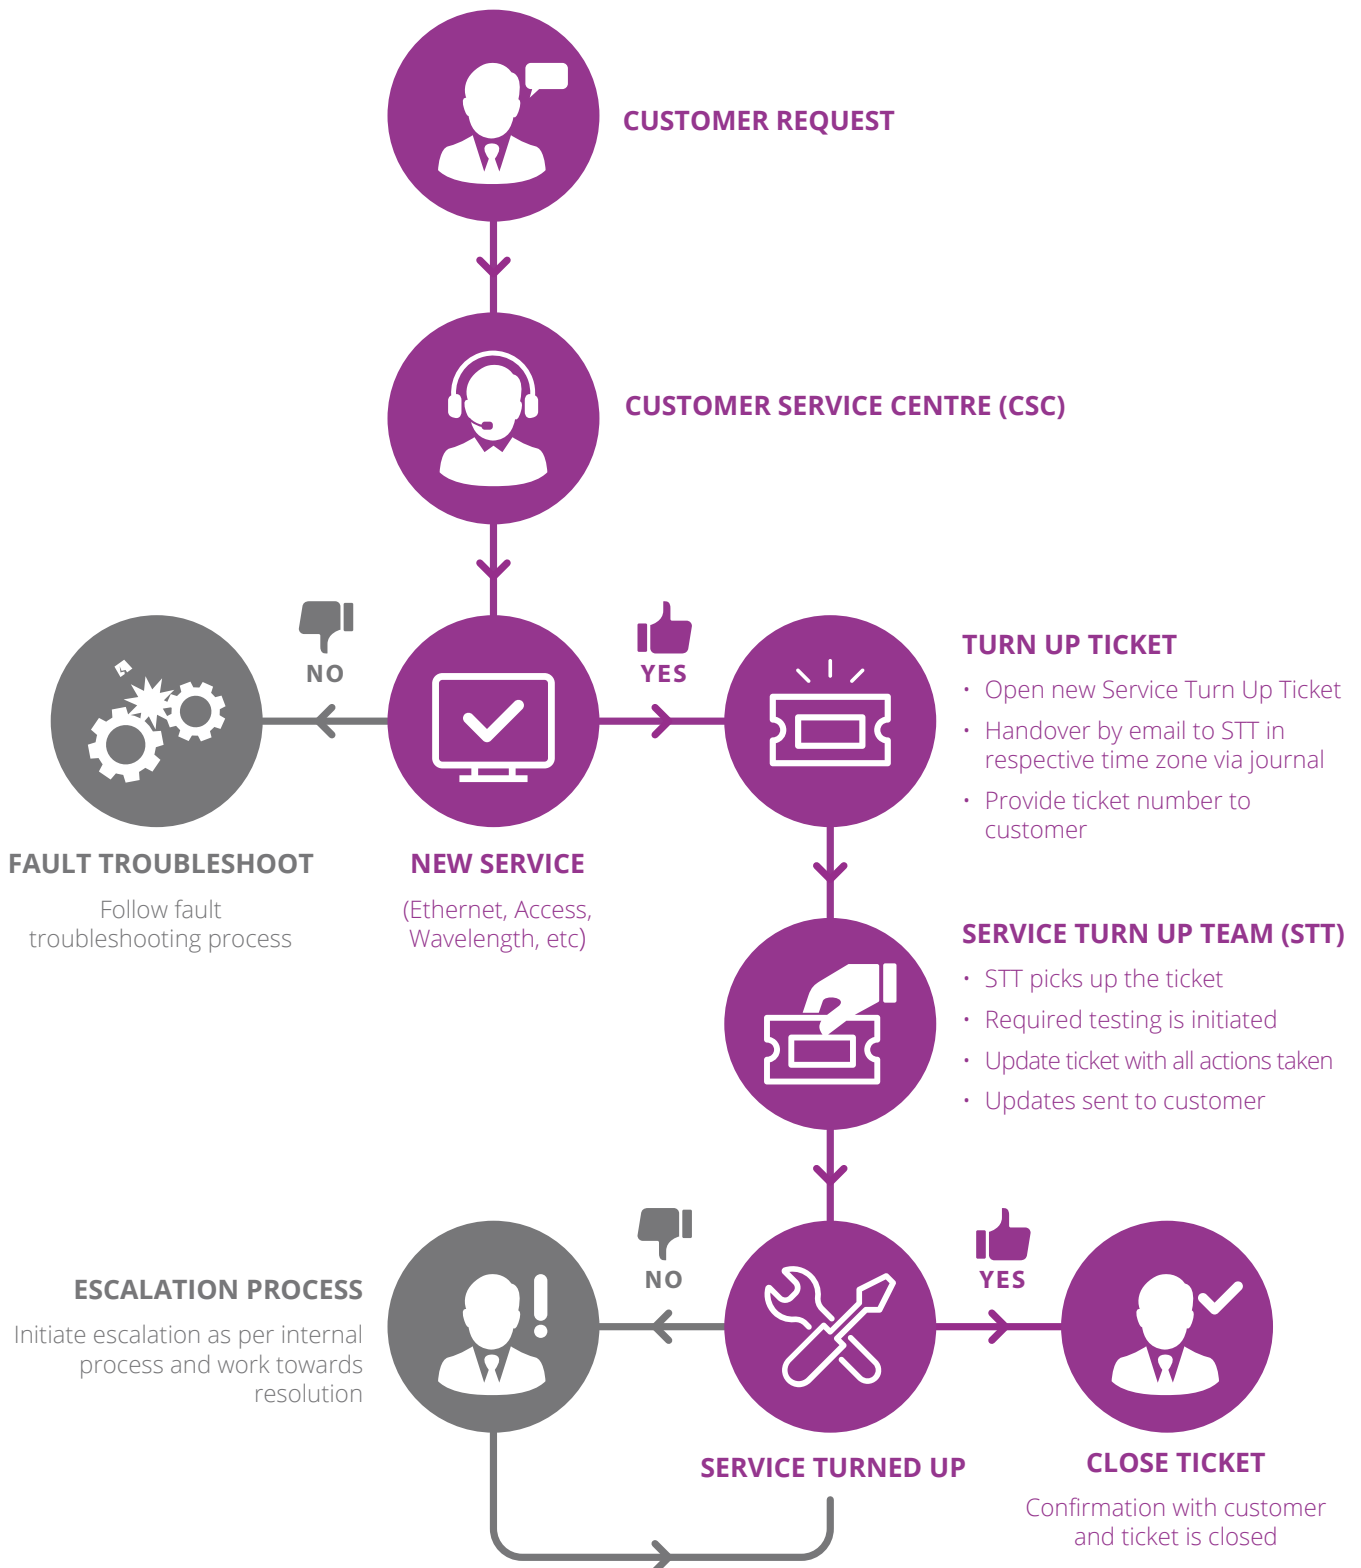 CUSTOMER REQUEST
CUSTOMER SERVICE CENTRE (CSC)
NO
YES
FAULT TROUBLESHOOT
Follow fault
troubleshooting process
NEW SERVICE
(Ethernet, Access,
Wavelength, etc)
TURN UP TICKET
• Open new Service Turn Up Ticket
• Handover by email to STT in
respective time zone via journal
• Provide ticket number to
customer
SERVICE TURN UP TEAM (STT)
• STT picks up the ticket
• Required testing is initiated
• Update ticket with all actions taken
• Updates sent to customer
NO
YES
ESCALATION PROCESS
Initiate escalation as per internal
process and work towards
resolution
SERVICE TURNED UP
CLOSE TICKET
Confirmation with customer
and ticket is closed